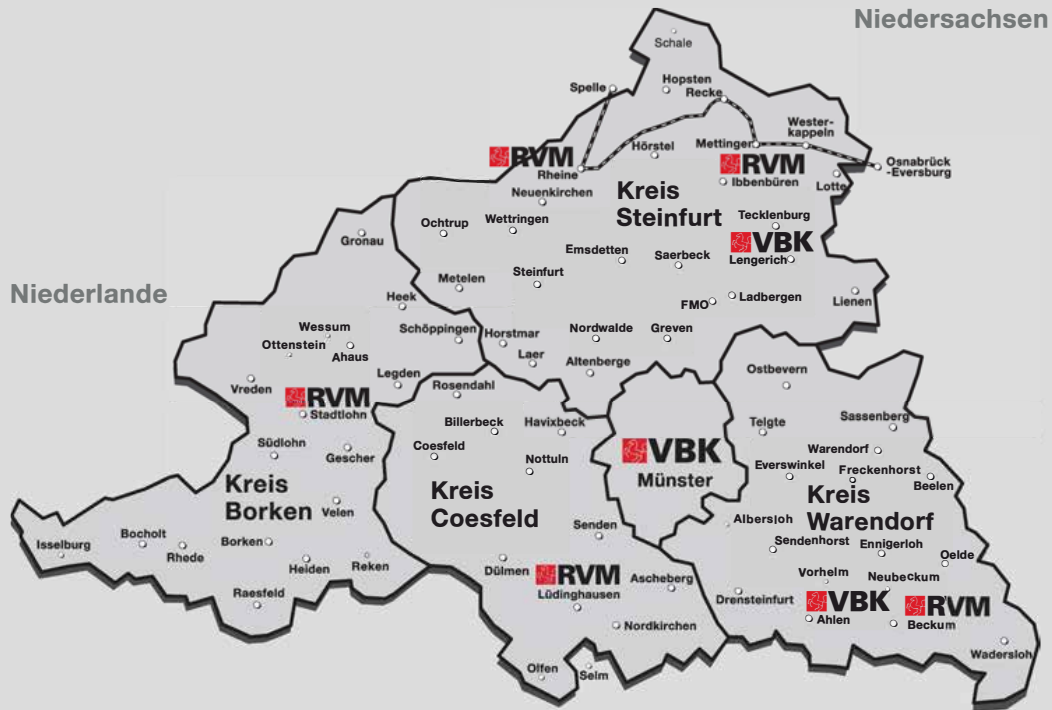 Niedersachsen
Schale
Spelle
Hopsten
Recke
Wester-
kappeln
Mettingen
Osnabrück
-Eversburg
Hörstel
RVM
Rheine
RVM
Ibbenbüren
Lotte
Neuenkirchen
Kreis
Steinfurt
Ochtrup
Wettringen
Tecklenburg
VBK
Lengerich
Gronau
Emsdetten
Saerbeck
Steinfurt
Metelen
Niederlande
Heek
FMO
Ladbergen
Lienen
Schöppingen
Wessum
Ottenstein
Ahaus
Horstmar
Nordwalde
Greven
Laer
Altenberge
Ostbevern
Vreden
Legden
Rosendahl
RVM
Stadtlohn
Billerbeck
Havixbeck
Telgte
Sassenberg
Südlohn
Gescher
Coesfeld
Nottuln
VBK
Münster
Warendorf
Everswinkel
Freckenhorst
Beelen
Kreis
Borken
Kreis
Coesfeld
Kreis
Warendorf
Velen
Senden
Albersloh
Sendenhorst
Ennigerloh
Oelde
Isselburg
Bocholt
Rhede
Borken
Heiden
Reken
Raesfeld
Dülmen
RVM
Lüdinghausen
Ascheberg
Nordkirchen
Olfen
Selm
Vorhelm
Neubeckum
Drensteinfurt
VBK
Ahlen
RVM
Beckum
Wadersloh